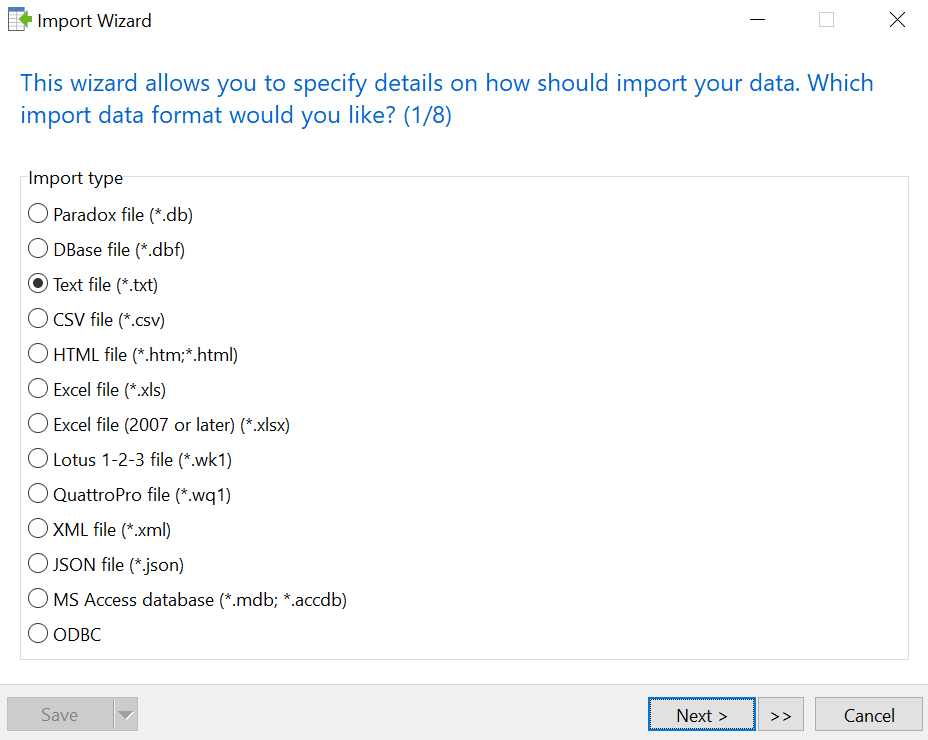 Import Wizard
This wizard allows you to specify details on how should import your data. Which
import data format would you like? (1/8)
Import type
Paradox file (*.db)
DBase file (*.dbf)
Text file (*.txt)
CSV file (*.csv)
HTML file (*.htm;*.html)
Excel file (*.xls)
Excel file (2007 or later) (*.xlsx)
Lotus 1-2-3 file (*.wk1)
QuattroPro file (*.wq1)
XML file (*.xml)
JSON file (*.json)
MS Access database (*.mdb; *.accdb)
ODBC
Save Next > >> Cancel